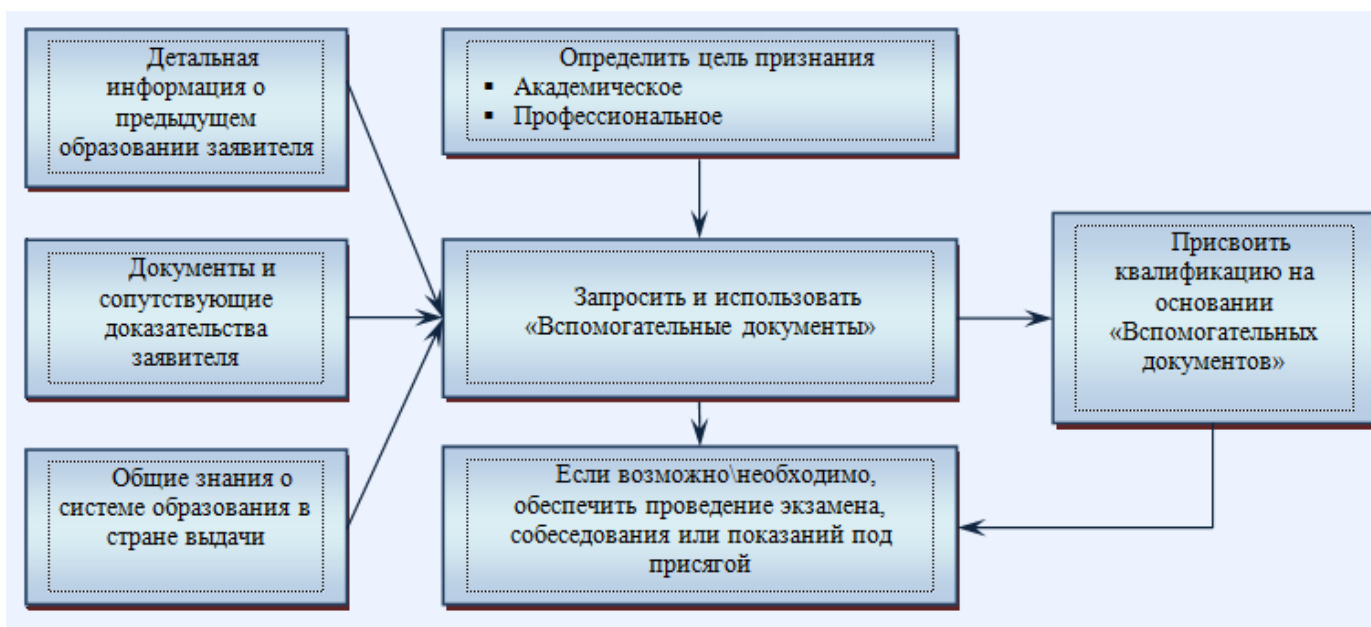 Детальная
информация о
предыдущем
образовании заявителя
Определить цель признания
▪ Академическое
▪ Профессиональное
Документы и
сопутствующие
доказательства
заявителя
Запросить и использовать
«Вспомогательные документы»
Присвоить
квалификацию на
основании
«Вспомогательных
документов»
Общие знания о
системе образования в
стране выдачи
Если возможно\необходимо,
обеспечить проведение экзамена,
собеседования или показаний под
присягой